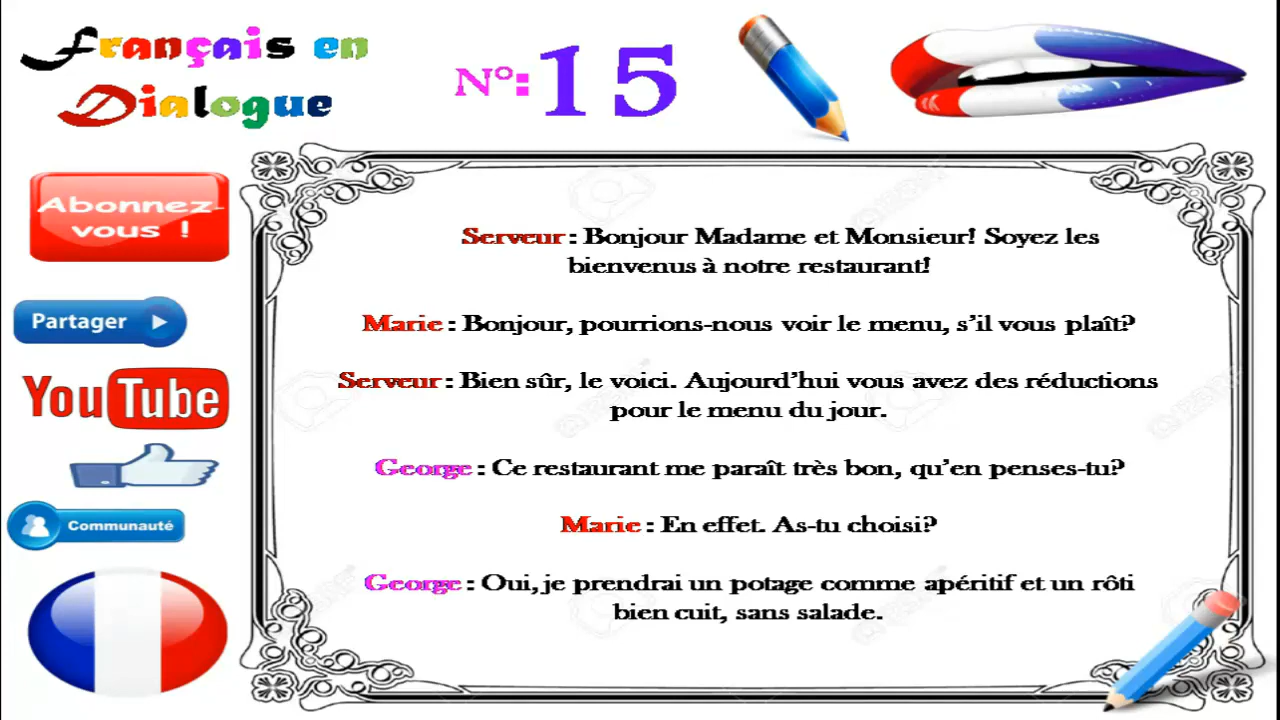 Français en
Dialogue
N°:15
Abonnez-
vous !
Partager
YouTube
Communauté
Serveur : Bonjour Madame et Monsieur! Soyez les
bienvenus à notre restaurant!
Marie : Bonjour, pourrions-nous voir le menu, s'il vous plaît?
Serveur : Bien sûr, le voici. Aujourd'hui vous avez des réductions
pour le menu du jour.
George : Ce restaurant me paraît très bon, qu'en penses-tu?
Marie : En effet. As-tu choisi?
George : Oui, je prendrai un potage comme apéritif et un rôti
bien cuit, sans salade.